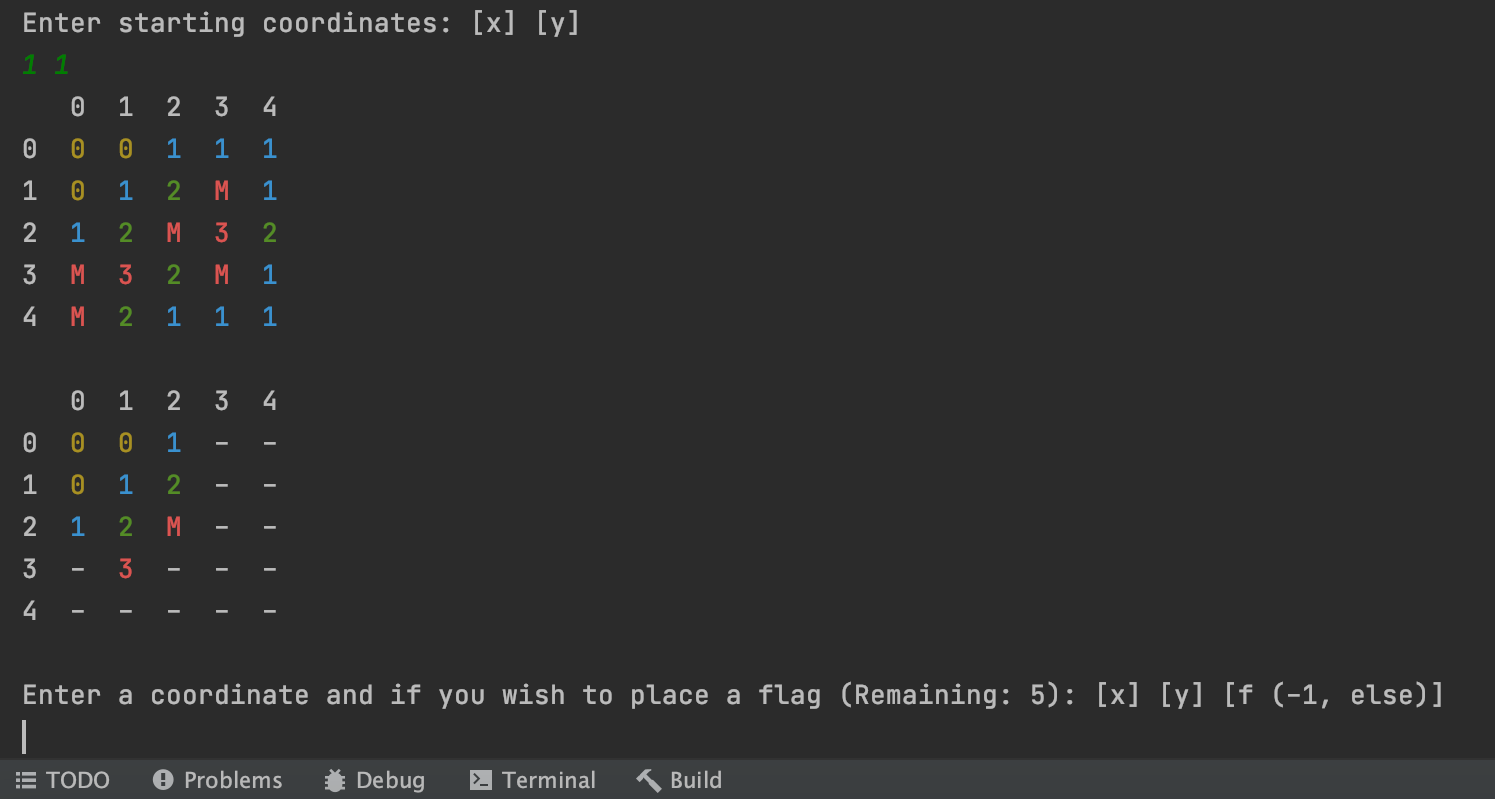 Enter starting coordinates: [x] [y]
1 1
0 1 2 3 4
0 0 0 1 1 1
1 0 1 2 M 1
2 1 2 M 3 2
3 M 3 2 M 1
4 M 2 1 1 1
0 1 2 3 4
0 0 0 1 - -
1 0 1 2 - -
2 1 2 M - -
3 - 3 - - -
4 - - - - -
Enter a coordinate and if you wish to place a flag (Remaining: 5): [x] [y] [f (-1, else)]
TODO Problems Debug Terminal Build